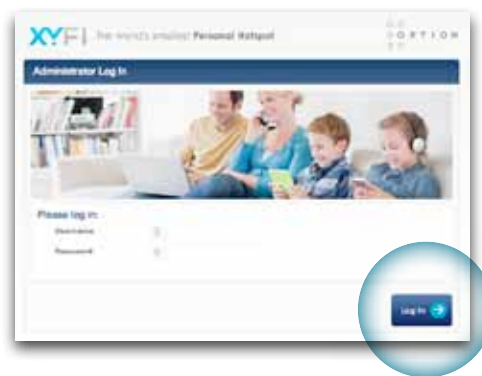 XYFI The world's smallest Personal Hotspot
OPTION
Administrator Log In
Please log in:
Username
Password
Log In